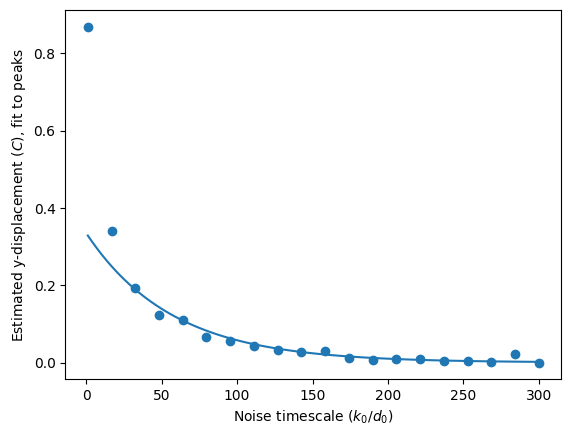 Estimated y-displacement (C), fit to peaks
0.8
0.6
0.4
0.2
0.0
0 50 100 150 200 250 300
Noise timescale (k₀/d₀)